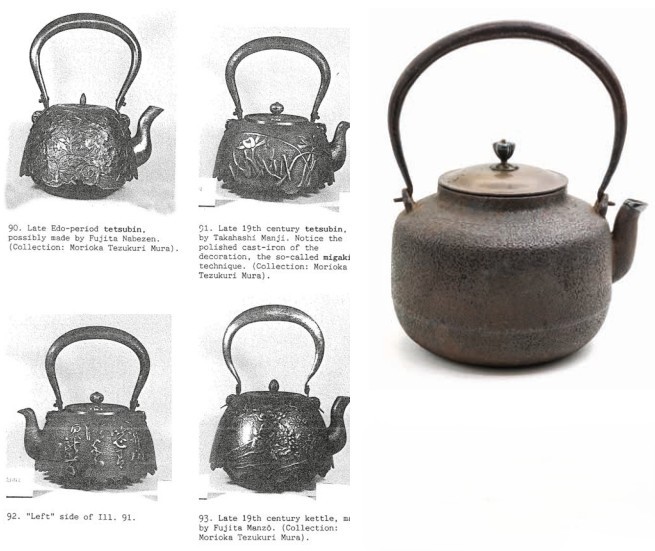 90. Late Edo-period tetsubin,
possibly made by Fujita Nabezen.
(Collection: Morioka Tezukuri Mura).
91. Late 19th century tetsubin,
by Takahashi Manji. Notice the
polished cast-iron of the
decoration, the so-called migaki
technique. (Collection: Morioka
Tezukuri Mura).
92. "Left" side of Ill. 91.
93. Late 19th century kettle,
by Fujita Manzō. (Collection:
Morioka Tezukuri Mura).